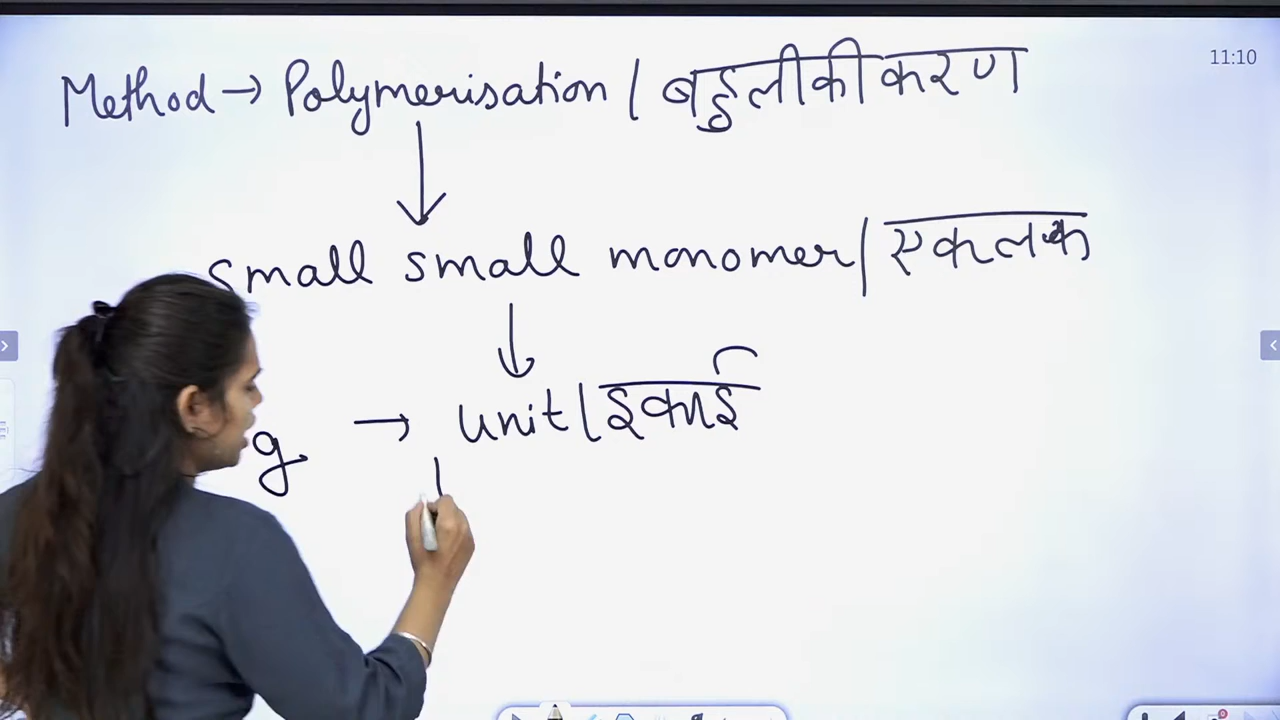 11:10
Method → Polymerisation / बहुलीकीकरण
small small monomer / एकलक
g → unit / इकाई